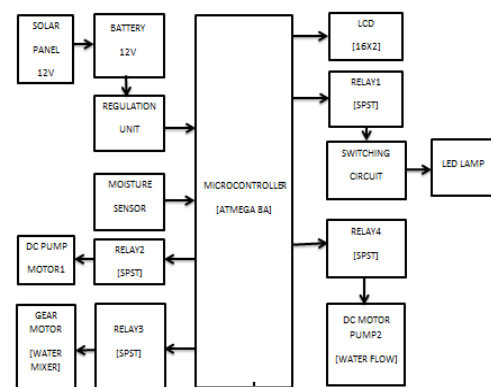 SOLAR
PANEL
12V
BATTERY
12V
REGULATION
UNIT
MOISTURE
SENSOR
DC PUMP
MOTOR1
RELAY2
[SPST]
GEAR
MOTOR
[WATER
MIXER]
RELAY3
[SPST]
MICROCONTROLLER
[ATMEGA 8A]
LCD
[16X2]
RELAY1
[SPST]
SWITCHING
CIRCUIT
LED LAMP
RELAY4
[SPST]
DC MOTOR
PUMP2
[WATER FLOW]